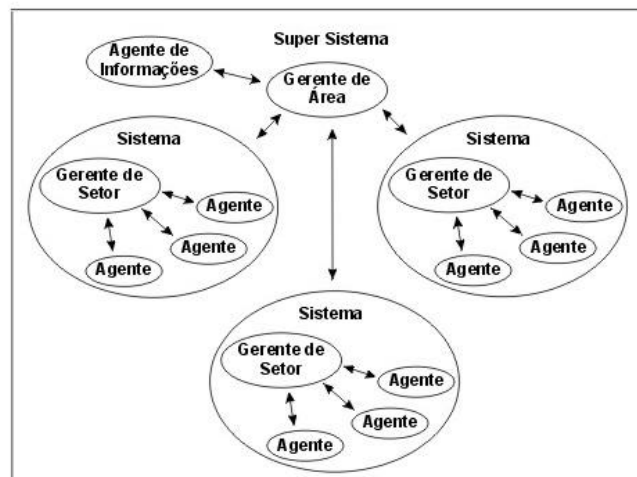 Super Sistema
Agente de
Informações
Gerente de
Área
Sistema
Gerente de
Setor
Agente
Agente
Agente
Sistema
Gerente de
Setor
Agente
Agente
Agente
Sistema
Gerente de
Setor
Agente
Agente
Agente